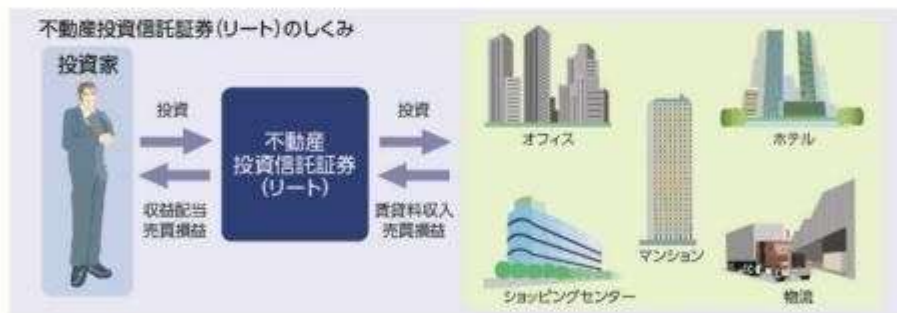 不動産投資信託証券(リート)のしくみ
投資家
投資
収益配当
売買損益
不動産
投資信託証券
(リート)
投資
賃貸料収入
売買損益
オフィス
ホテル
マンション
ショッピングセンター
物流